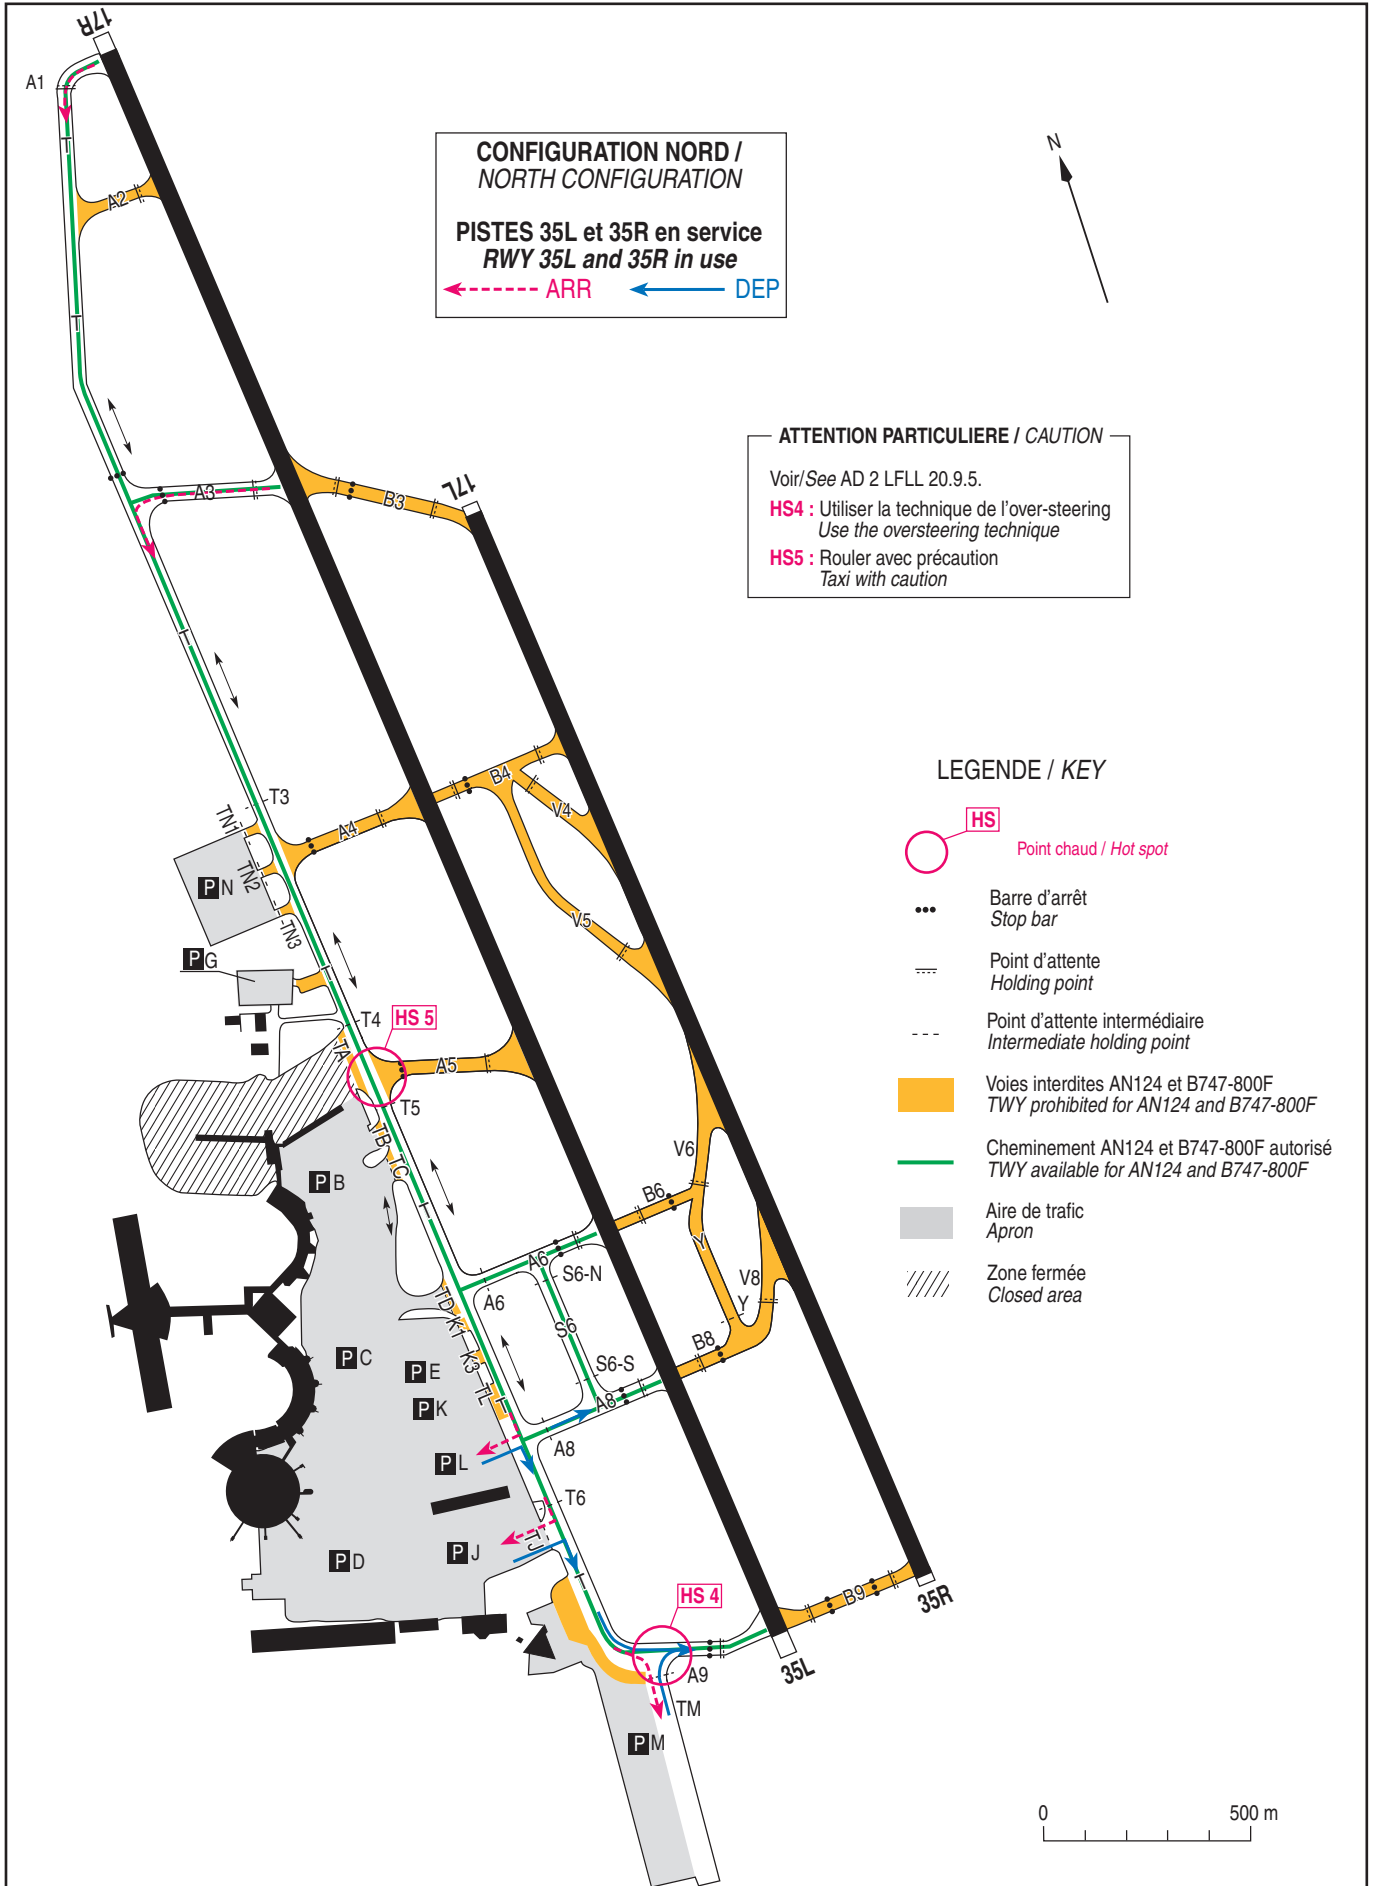 17R
A1
T
A2
CONFIGURATION NORD /
NORTH CONFIGURATION
PISTES 35L et 35R en service
RWY 35L and 35R in use
ARR
DEP
N
T
A3
B3
17L
ATTENTION PARTICULIERE / CAUTION
Voir/See AD 2 LFLL 20.9.5.
HS4 : Utiliser la technique de l'over-steering
Use the oversteering technique
HS5 : Rouler avec précaution
Taxi with caution
T
T3
TN1
A4
B4
V4
TN2
P N
TN3
V5
T
P G
T4
HS 5
TA
A5
T5
TB
TC
P B
T
V6
B6
Y
A6
S6-N
A6
V8
Y
TD
K1
S6
B8
K3
P C
P E
S6-S
TL
P K
T
A8
A8
P L
T6
TJ
P J
P D
T
HS 4
B9
35R
35L
A9
TM
P M
LEGENDE / KEY
HS
Point chaud / Hot spot
Barre d'arrêt
Stop bar
Point d'attente
Holding point
Point d'attente intermédiaire
Intermediate holding point
Voies interdites AN124 et B747-800F
TWY prohibited for AN124 and B747-800F
Cheminement AN124 et B747-800F autorisé
TWY available for AN124 and B747-800F
Aire de trafic
Apron
Zone fermée
Closed area
0
500 m